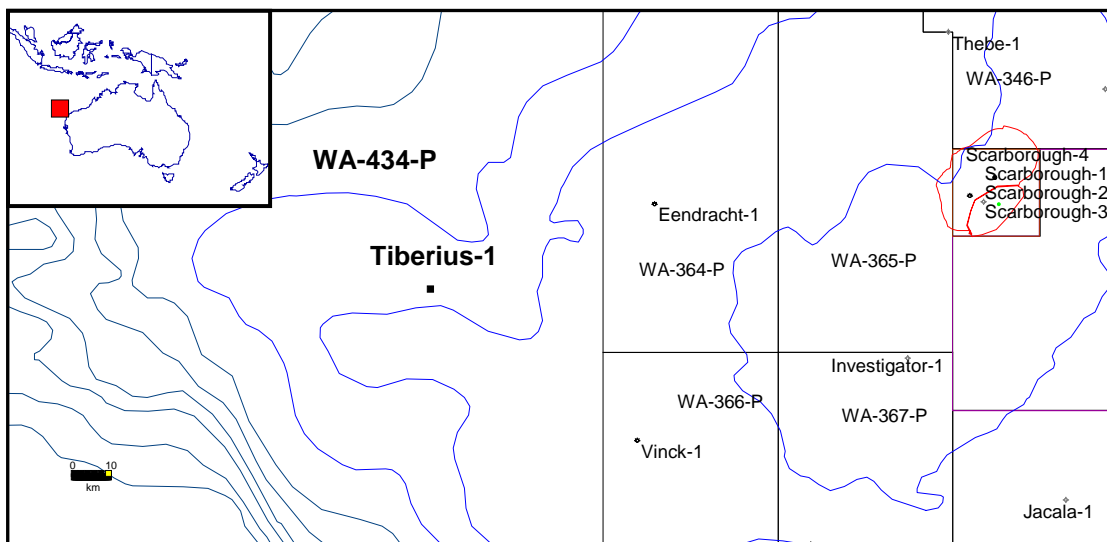 Thebe-1
WA-346-P
WA-434-P
Scarborough-4
Scarborough-1
Scarborough-2
Scarborough-3
Eendracht-1
Tiberius-1
WA-364-P
WA-365-P
Investigator-1
WA-366-P
WA-367-P
Vinck-1
0 10
km
Jacala-1